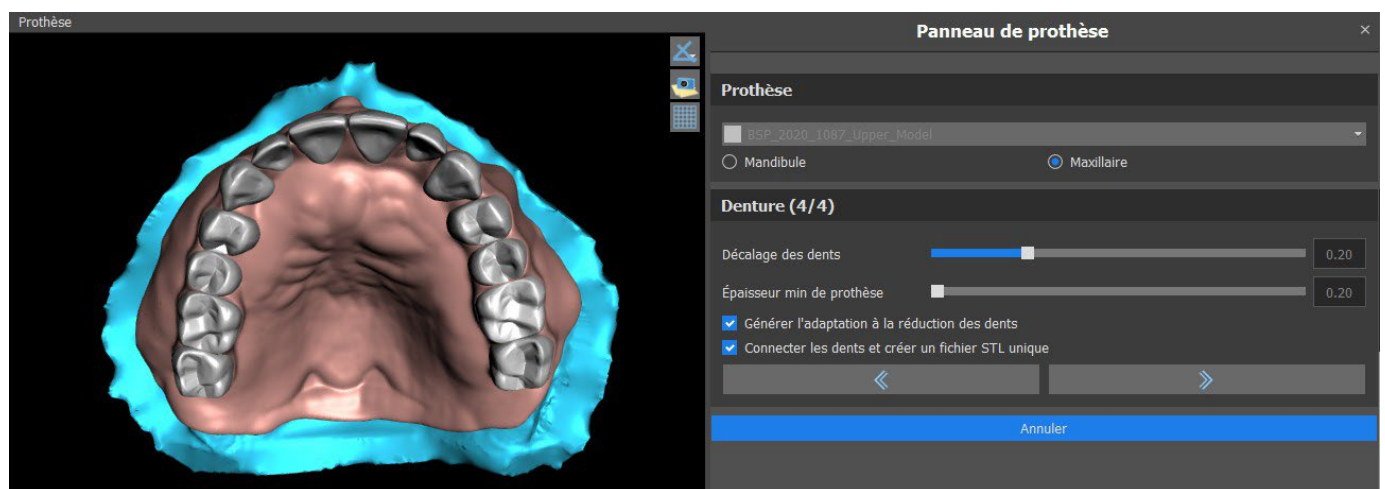 Prothèse
Panneau de prothèse
×
Prothèse
BSP_2020_1087_Upper_Model
Mandibule
Maxillaire
Denture (4/4)
Décalage des dents
0.20
Épaisseur min de prothèse
0.20
Générer l'adaptation à la réduction des dents
Connecter les dents et créer un fichier STL unique
Annuler